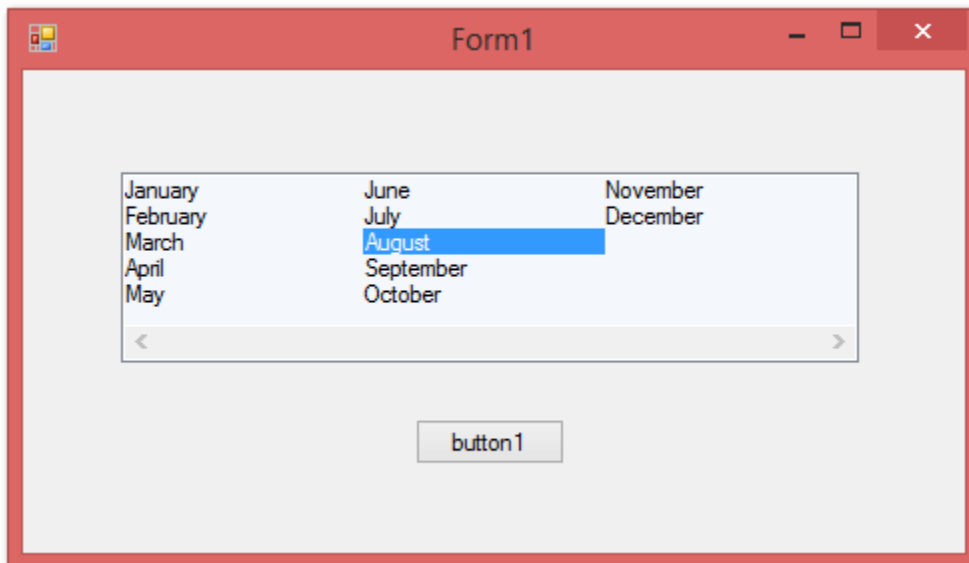 Form1
January
February
March
April
May
June
July
August
September
October
November
December
button1